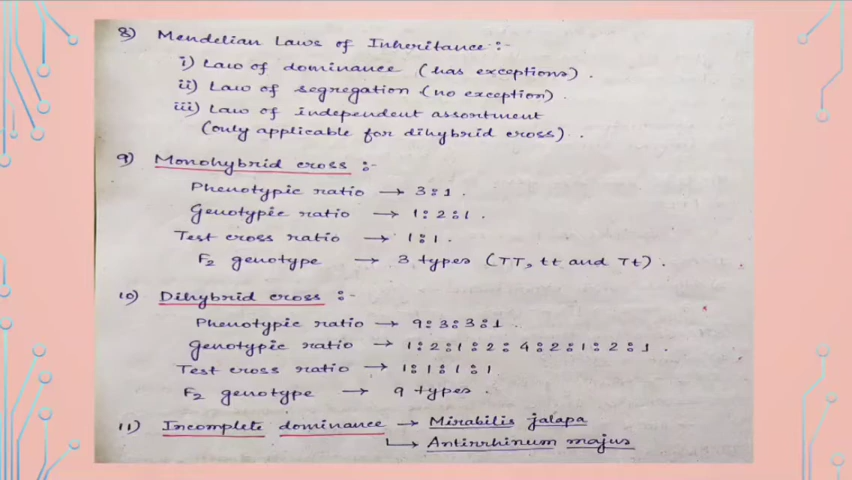 8) Mendelian Laws of Inheritance :-
i) Law of dominance (has exceptions).
ii) Law of segregation (no exception).
iii) Law of independent assortment
(only applicable for dihybrid cross).
9) Monohybrid cross :-
Phenotypic ratio → 3:1.
Genotypic ratio → 1:2:1.
Test cross ratio → 1:1.
F2 genotype → 3 types (TT, tt and Tt).
10) Dihybrid cross :-
Phenotypic ratio → 9:3:3:1.
Genotypic ratio → 1:2:1:2:4:2:1:2:1.
Test cross ratio → 1:1:1:1
F2 genotype → 9 types.
11) Incomplete dominance → Mirabilis jalapa
↳ Antirrhinum majus